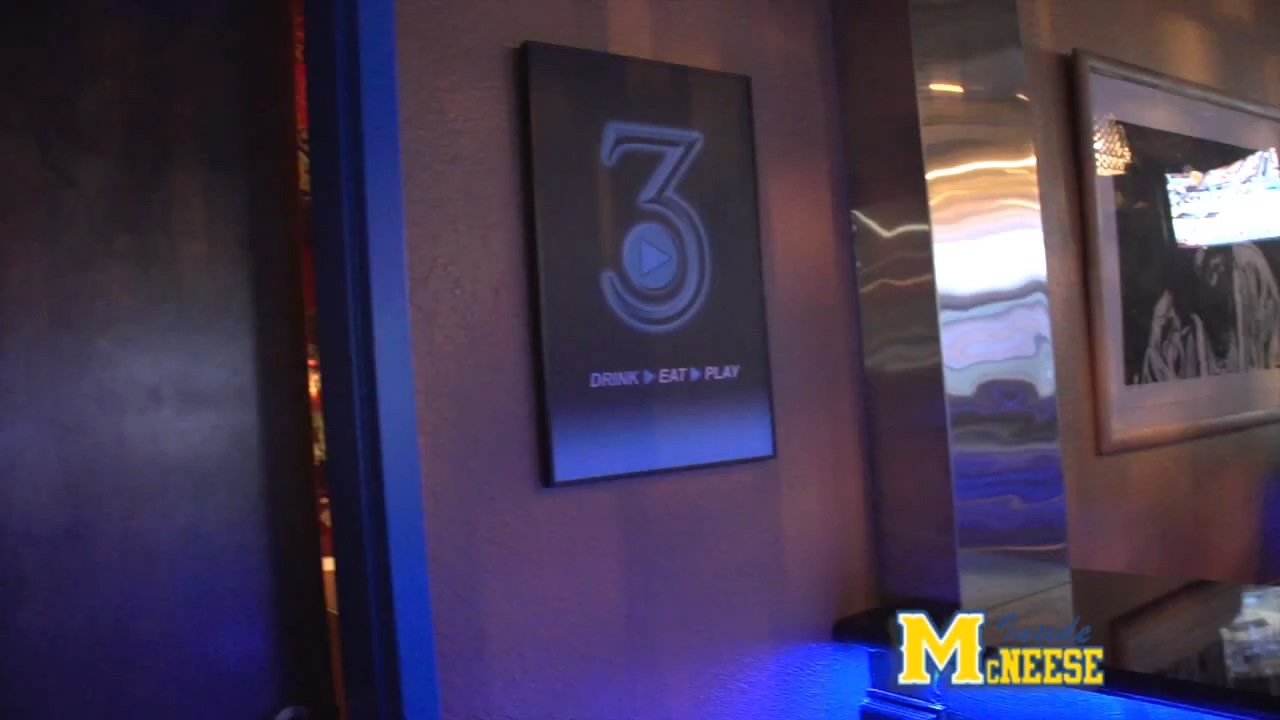 3
DRINK ▶ EAT ▶ PLAY
Inside
McNEESE